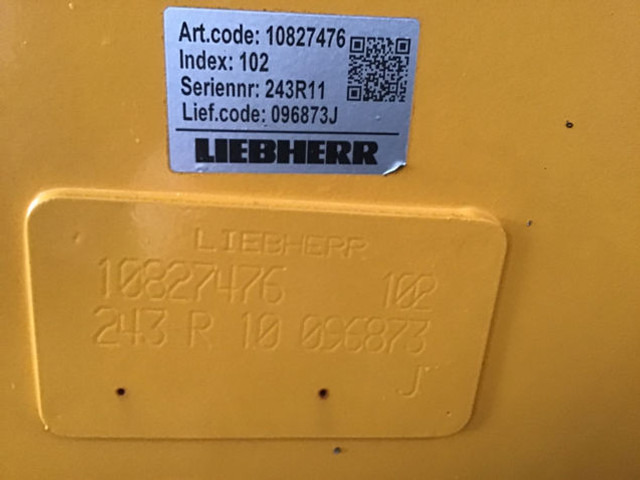 Art.code: 10827476
Index: 102
Seriennr: 243R11
Lief.code: 096873J
LIEBHERR
LIEBHERR
10827476 102
243 R 10 096873
J